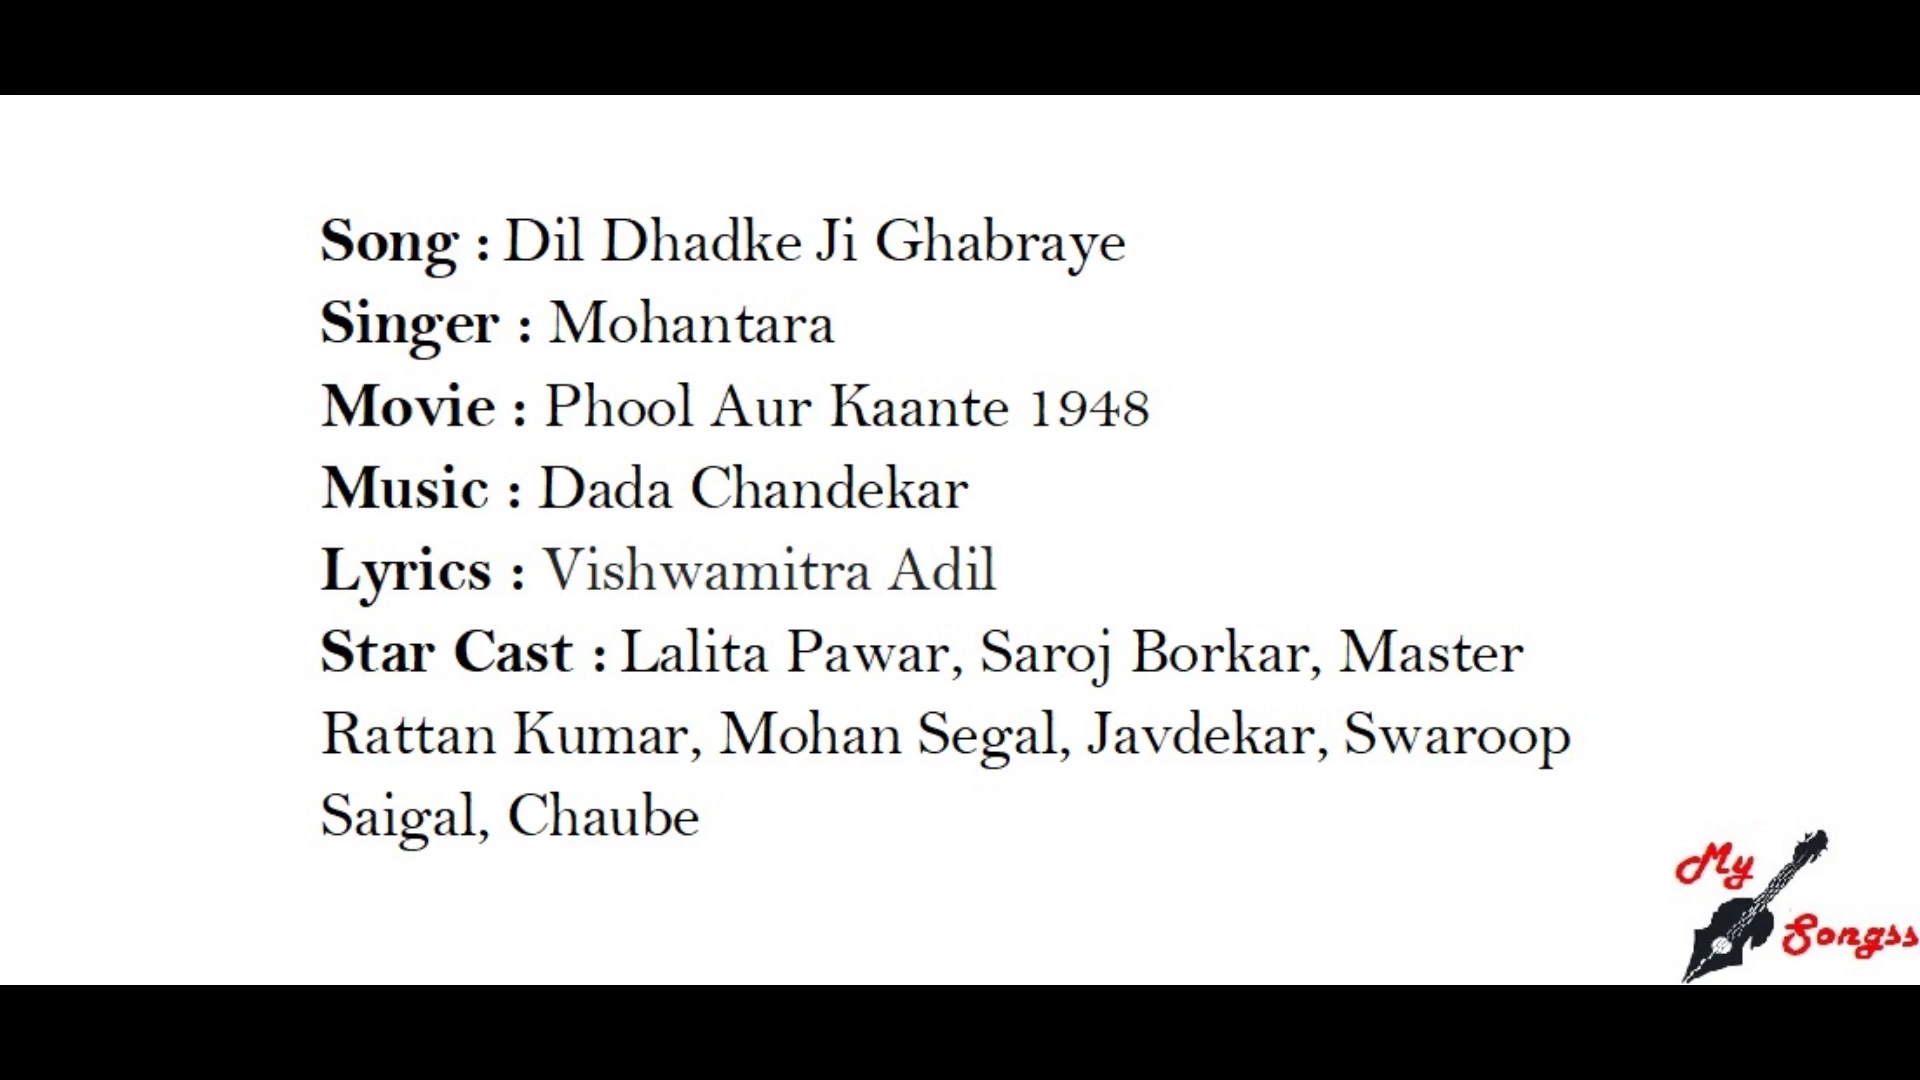 Song : Dil Dhadke Ji Ghabraye
Singer : Mohantara
Movie : Phool Aur Kaante 1948
Music : Dada Chandekar
Lyrics : Vishwamitra Adil
Star Cast : Lalita Pawar, Saroj Borkar, Master
Rattan Kumar, Mohan Segal, Javdekar, Swaroop
Saigal, Chaube
My
Songss